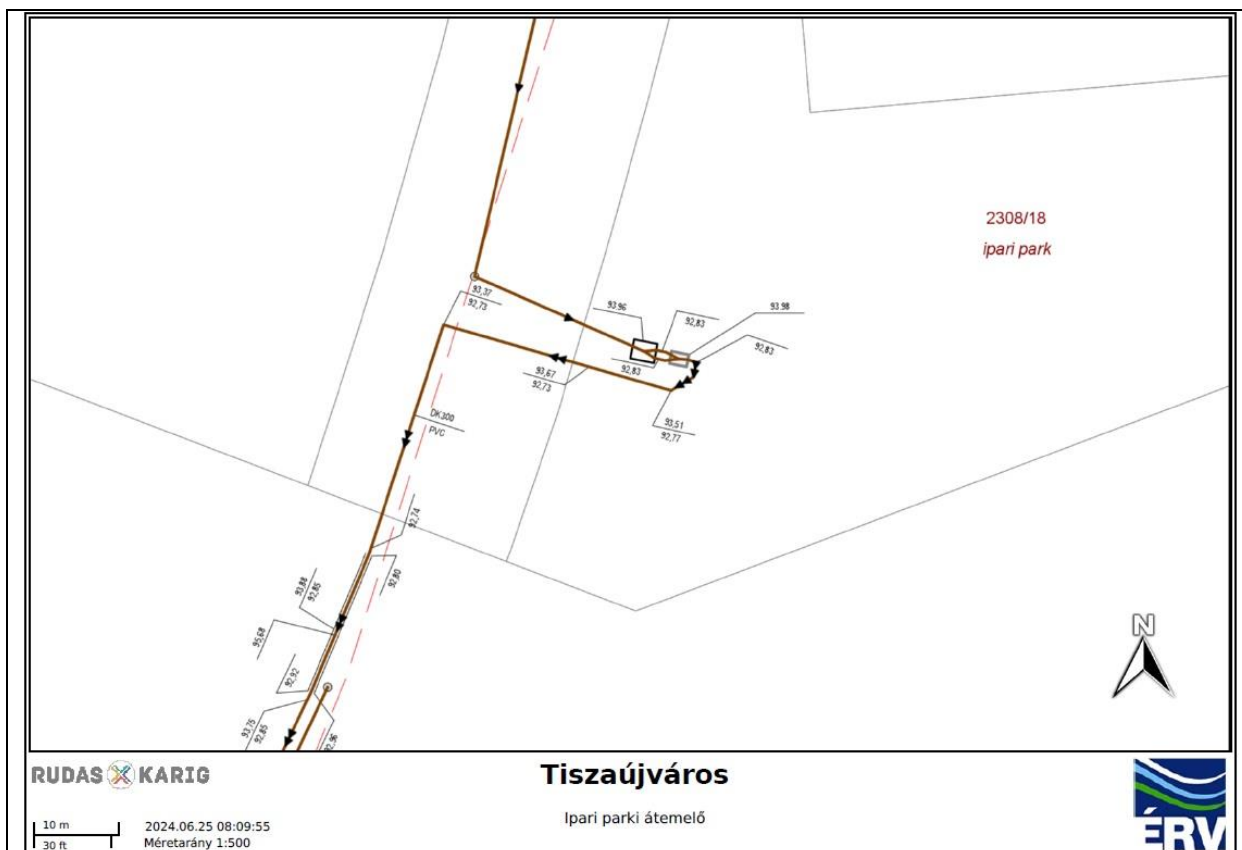 2308/18
ipari park
93,37
92,73
93.96
92,83
93.98
92,83
92,83
93,67
92,73
93,51
92,77
DK300
PVC
92,74
92,80
93,88
92,85
95,68
92,92
93,75
92,85
92,96
N
RUDAS KARIG
Tiszaújváros
Ipari parki átemelő
10 m
30 ft
2024.06.25 08:09:55
Méretarány 1:500
ÉRV